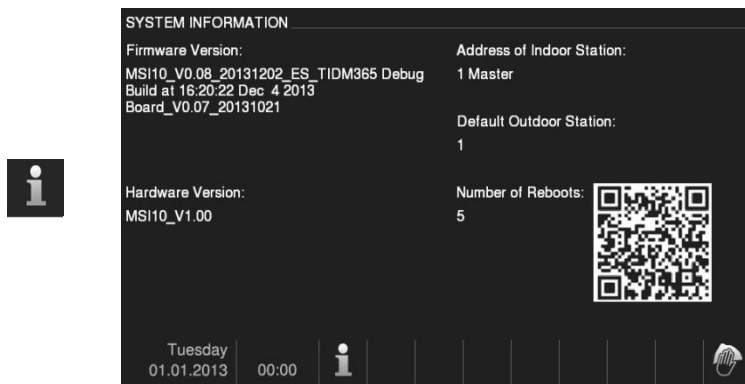 SYSTEM INFORMATION
Firmware Version:
MSI10_V0.08_20131202_ES_TIDM365 Debug
Build at 16:20:22 Dec 4 2013
Board_V0.07_20131021
Address of Indoor Station:
1 Master
Default Outdoor Station:
1
Hardware Version:
MSI10_V1.00
Number of Reboots:
5
Tuesday
01.01.2013
00:00